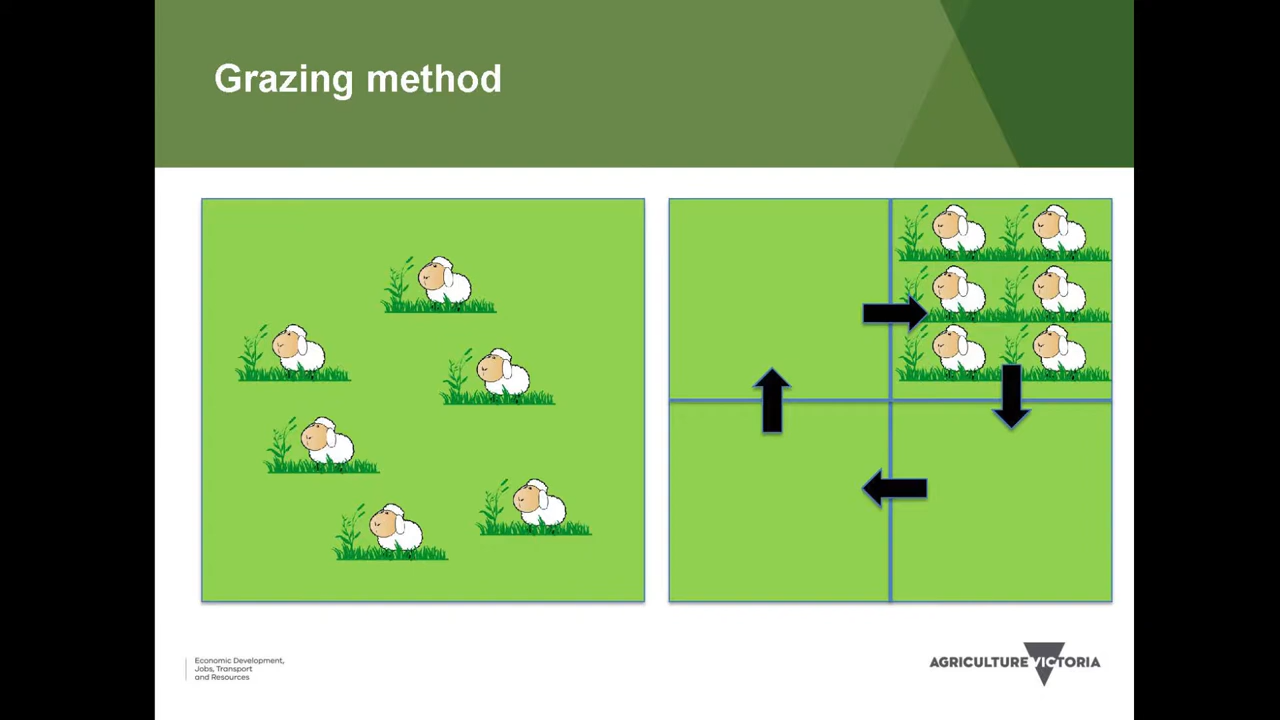 Grazing method
Economic Development,
Jobs, Transport
and Resources
AGRICULTURE VICTORIA